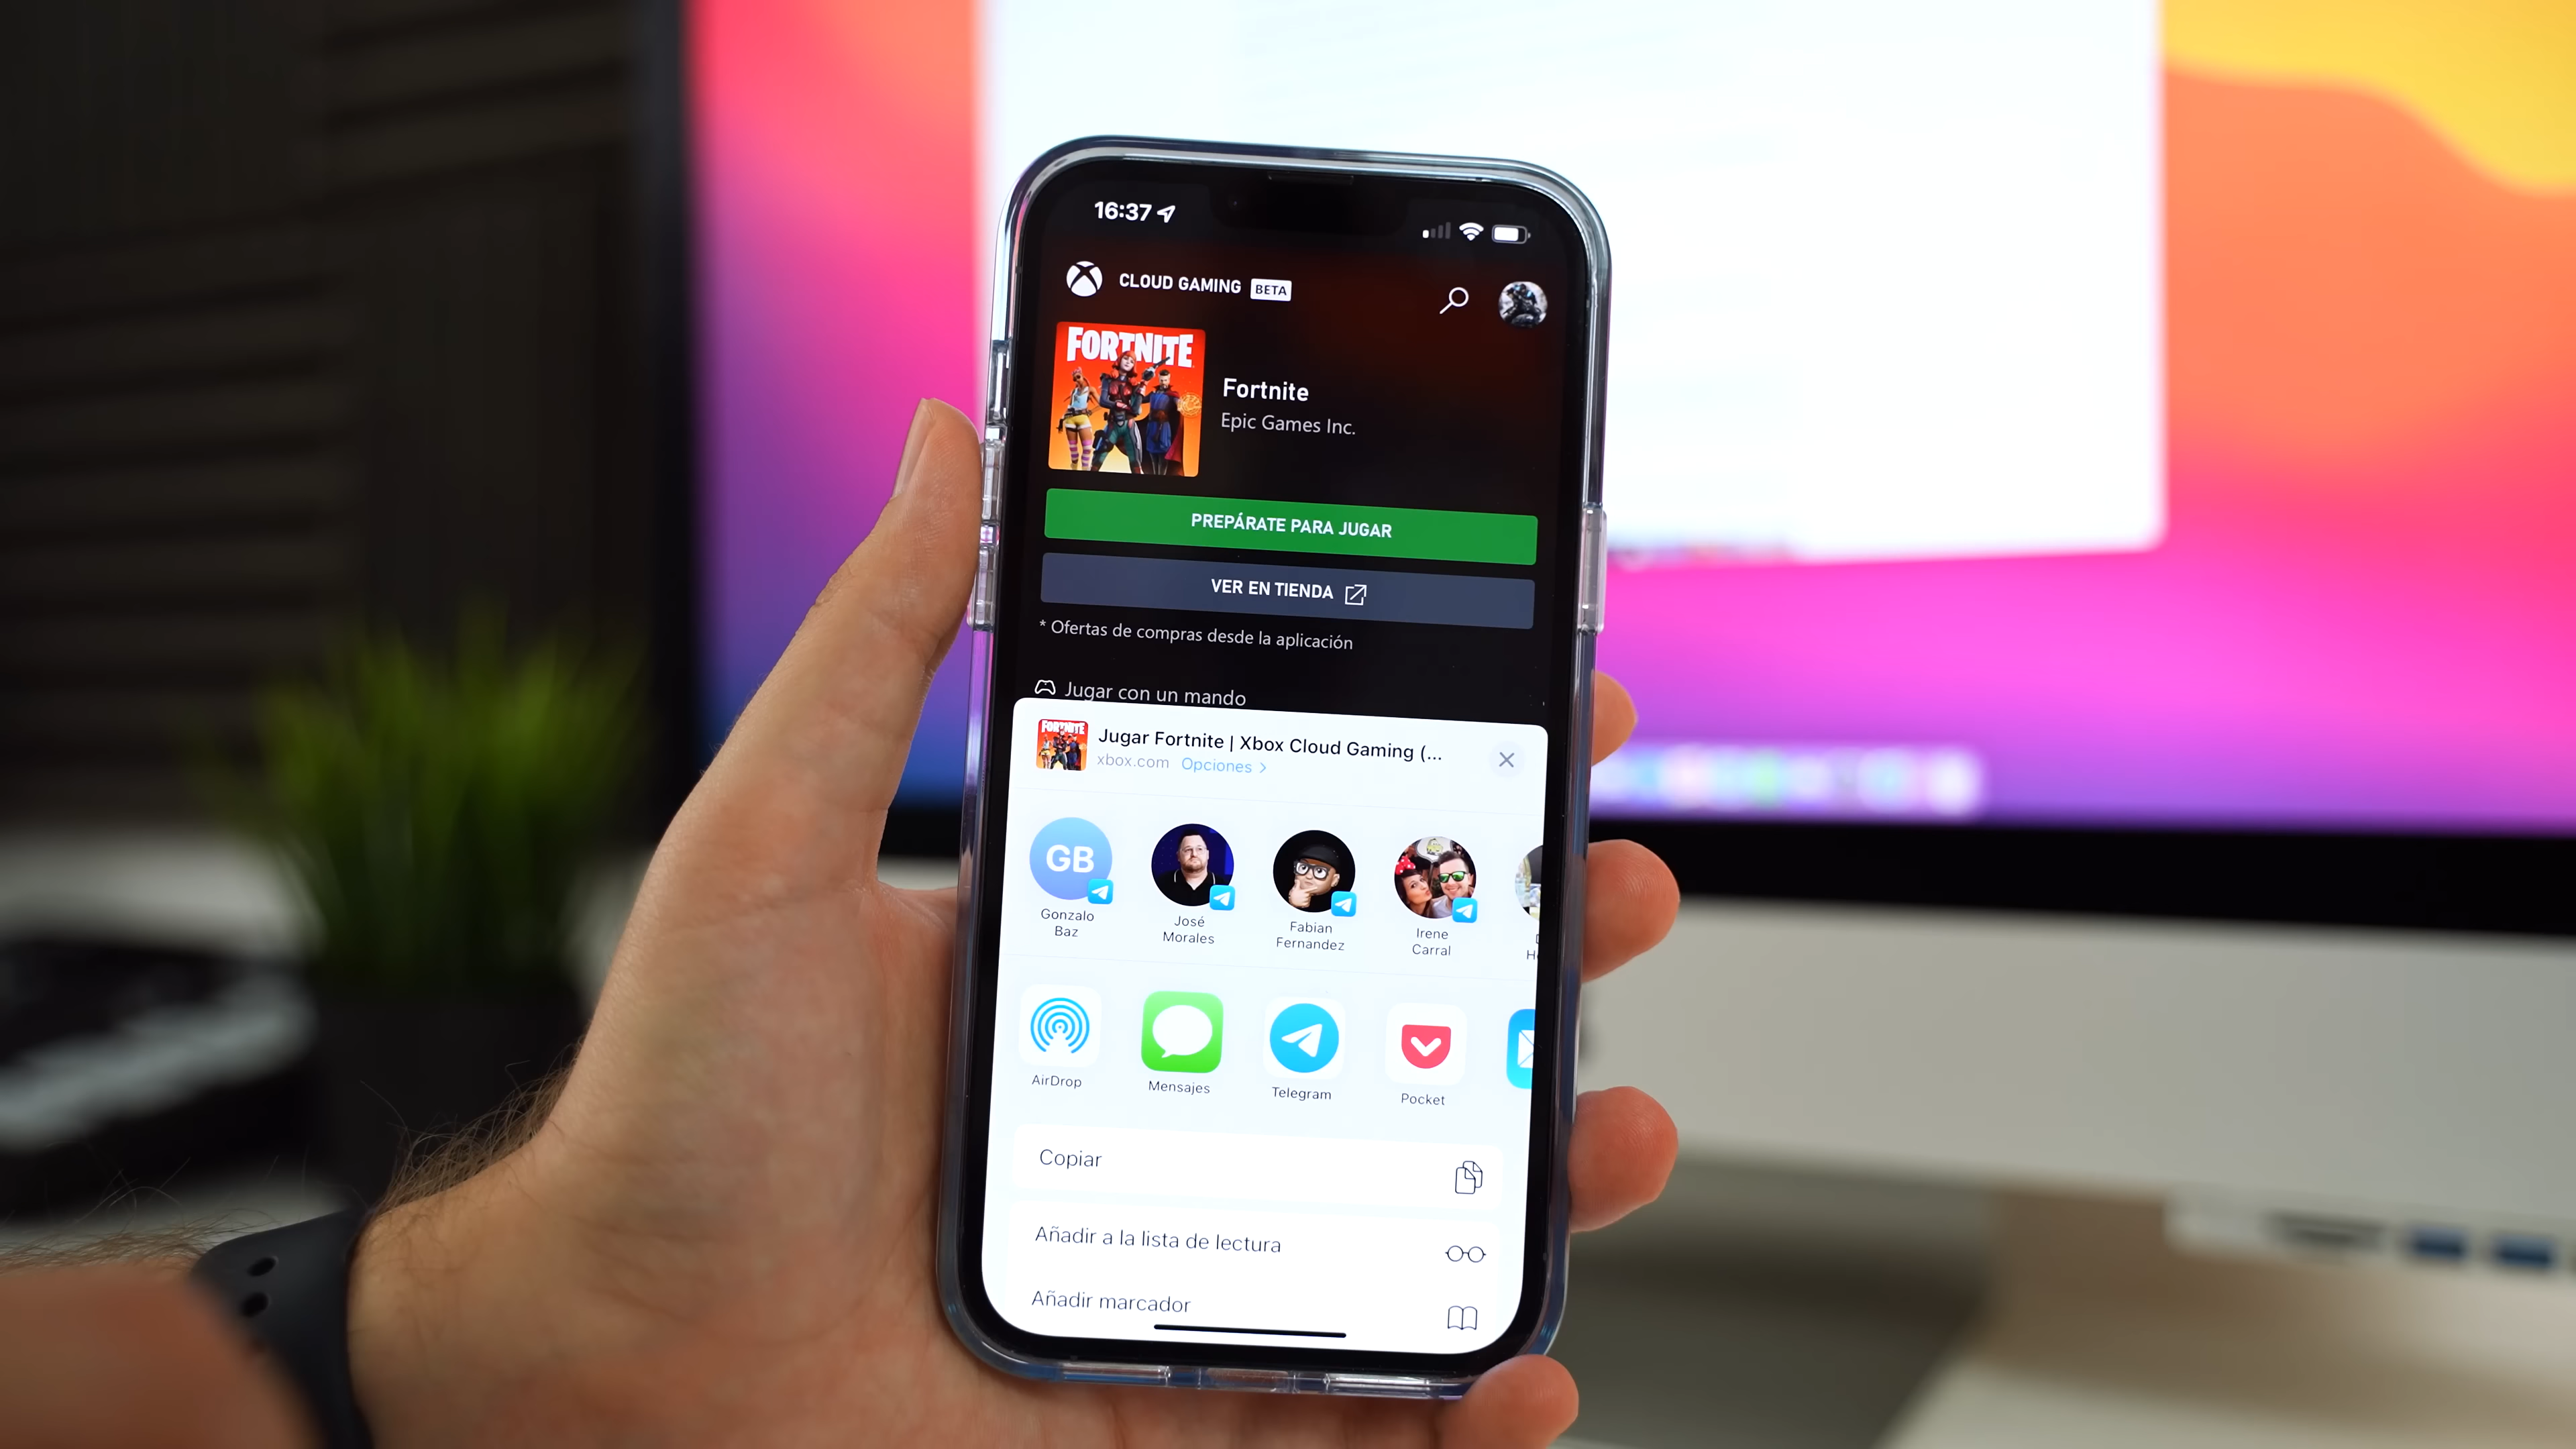 16:37
CLOUD GAMING BETA
FORTNITE
Fortnite
Epic Games Inc.
PREPÁRATE PARA JUGAR
VER EN TIENDA
* Ofertas de compras desde la aplicación
Jugar con un mando
FORTNITE
Jugar Fortnite | Xbox Cloud Gaming (...
xbox.com Opciones >
GB
Gonzalo
Baz
José
Morales
Fabian
Fernandez
Irene
Carral
AirDrop
Mensajes
Telegram
Pocket
Copiar
Añadir a la lista de lectura
Añadir marcador